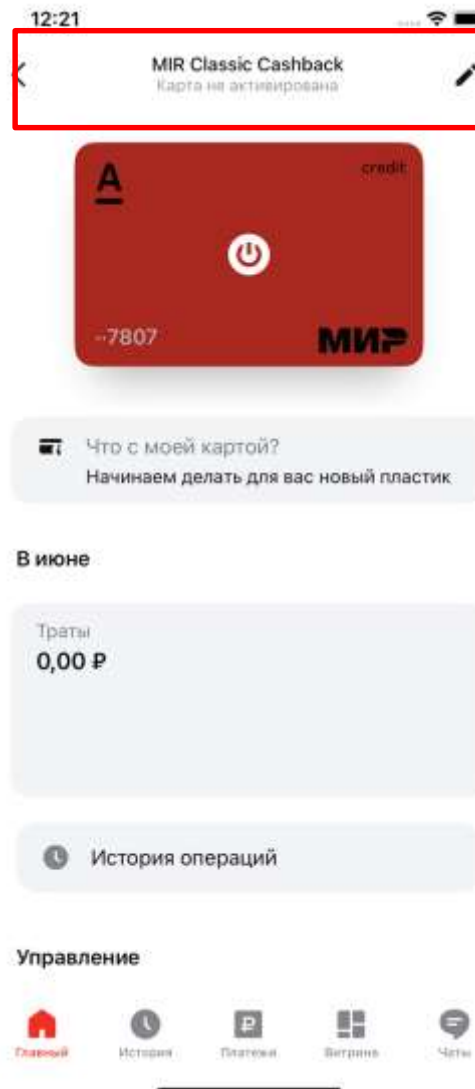 12:21
MIR Classic Cashback
Карта не активирована
А
credit
··7807
МИР
Что с моей картой?
Начинаем делать для вас новый пластик
В июне
Траты
0,00 ₽
История операций
Управление
Главный
История
Платежи
Витрина
Чаты